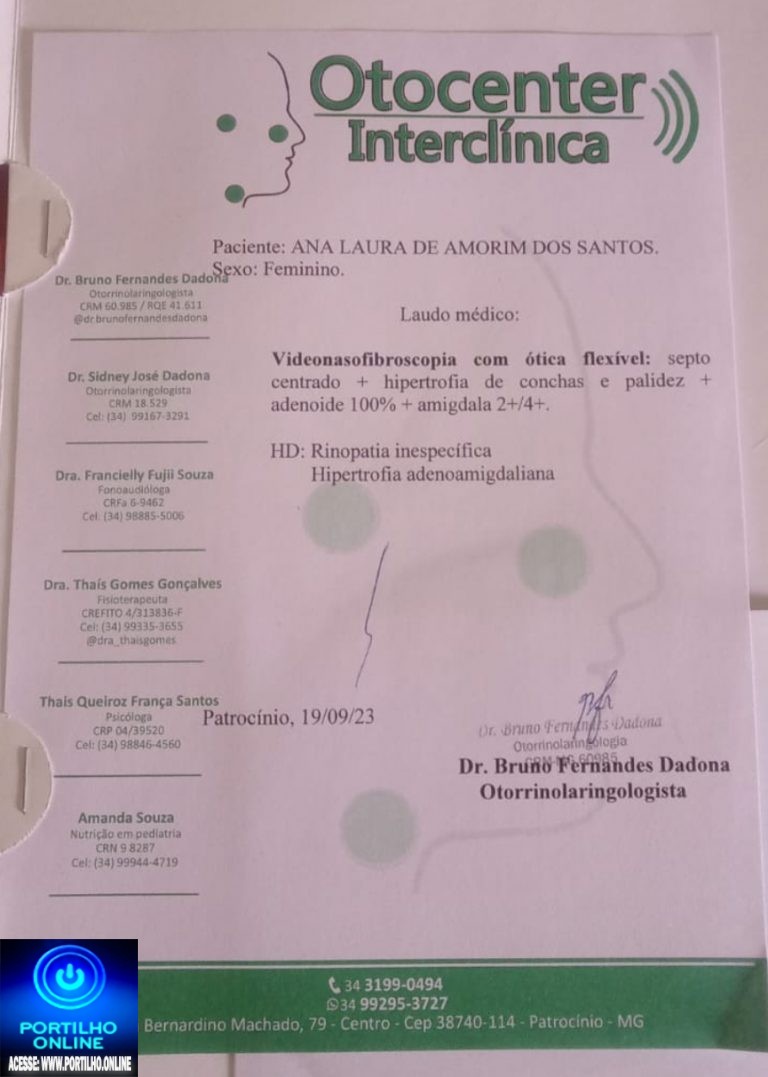 Otocenter
Interclínica
Paciente: ANA LAURA DE AMORIM DOS SANTOS.
Sexo: Feminino.
Dr. Bruno Fernandes Dadona
Otorrinolaringologista
CRM 60.985 / RQE 41.611
@dr.brunofernandesdadona
Dr. Sidney José Dadona
Otorrinolaringologista
CRM 18.529
Cel: (34) 99167-3291
Dra. Francielly Fujii Souza
Fonoaudióloga
CRFa 6-9462
Cel: (34) 98885-5006
Dra. Thaís Gomes Gonçalves
Fisioterapeuta
CREFITO 4/313836-F
Cel: (34) 99335-3655
@dra_thaisgomes
Thais Queiroz França Santos
Psicóloga
CRP 04/39520
Cel: (34) 98846-4560
Amanda Souza
Nutrição em pediatria
CRN 9 8287
Cel: (34) 99944-4719
Laudo médico:
Videonasofibroscopia com ótica flexível: septo
centrado + hipertrofia de conchas e palidez +
adenoide 100% + amigdala 2+/4+.
HD: Rinopatia inespecífica
Hipertrofia adenoamigdaliana
Patrocínio, 19/09/23
Dr. Bruno Fernandes Dadona
Otorrinolaringologia
CRM-MG 60985
Dr. Bruno Fernandes Dadona
Otorrinolaringologista
34 3199-0494
34 99295-3727
Bernardino Machado, 79 - Centro - Cep 38740-114 - Patrocínio - MG
PORTILHO
ONLINE
ACESSE: WWW.PORTILHO.ONLINE